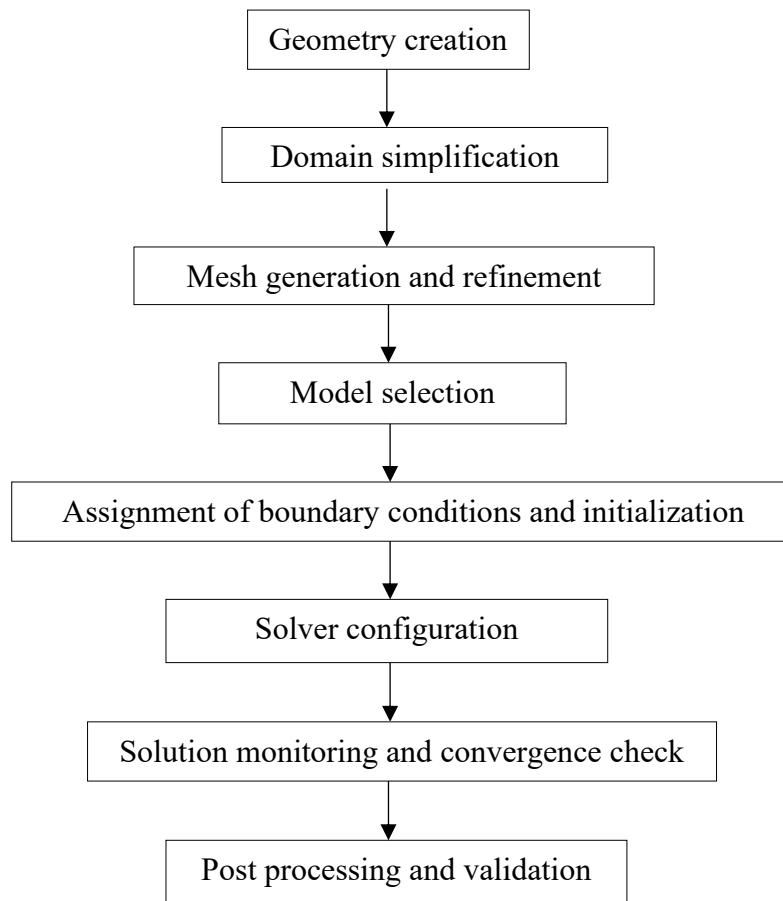 Geometry creation
Domain simplification
Mesh generation and refinement
Model selection
Assignment of boundary conditions and initialization
Solver configuration
Solution monitoring and convergence check
Post processing and validation